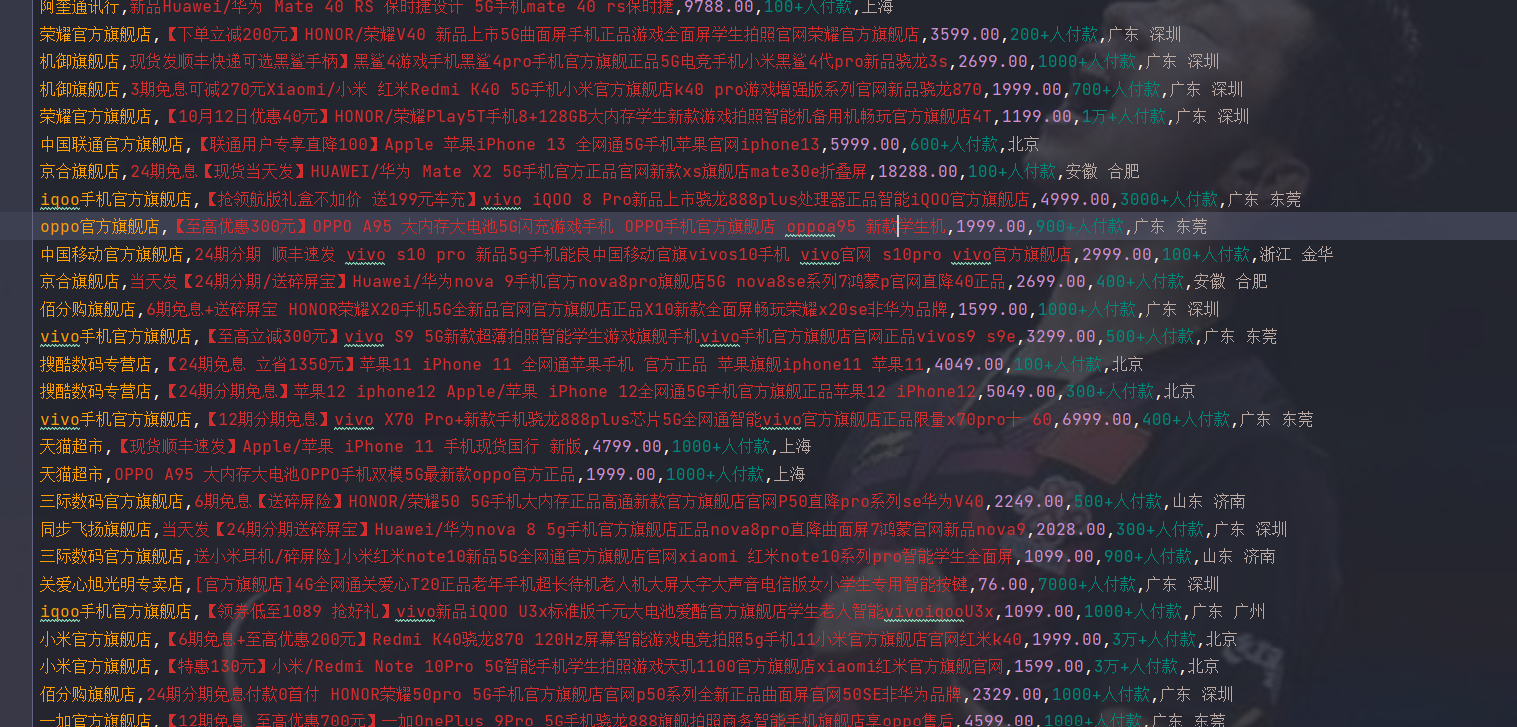 阿奎通讯行,新品Huawei/华为 Mate 40 RS 保时捷设计 5G手机mate 40 rs保时捷,9788.00,100+人付款,上海
荣耀官方旗舰店,【下单立减200元】HONOR/荣耀V40 新品上市5G曲面屏手机正品游戏全面屏学生拍照官网荣耀官方旗舰店,3599.00,200+人付款,广东 深圳
机御旗舰店,现货发顺丰快递可选黑鲨手柄】黑鲨4游戏手机黑鲨4pro手机官方旗舰正品5G电竞手机小米黑鲨4代pro新品骁龙3s,2699.00,1000+人付款,广东 深圳
机御旗舰店,3期免息可减270元Xiaomi/小米 红米Redmi K40 5G手机小米官方旗舰店k40 pro游戏增强版系列官网新品骁龙870,1999.00,700+人付款,广东 深圳
荣耀官方旗舰店,【10月12日优惠40元】HONOR/荣耀Play5T手机8+128GB大内存学生新款游戏拍照智能机备用机畅玩官方旗舰店4T,1199.00,1万+人付款,广东 深圳
中国联通官方旗舰店,【联通用户专享直降100】Apple 苹果iPhone 13 全网通5G手机苹果官网iphone13,5999.00,600+人付款,北京
京合旗舰店,24期免息【现货当天发】HUAWEI/华为 Mate X2 5G手机官方正品官网新款xs旗舰店mate30e折叠屏,18288.00,100+人付款,安徽 合肥
iqoo手机官方旗舰店,【抢领航版礼盒不加价 送199元车充】vivo iQOO 8 Pro新品上市骁龙888plus处理器正品智能iQOO官方旗舰店,4999.00,3000+人付款,广东 东莞
oppo官方旗舰店,【至高优惠300元】OPPO A95 大内存大电池5G闪充游戏手机 OPPO手机官方旗舰店 oppoa95 新款学生机,1999.00,900+人付款,广东 东莞
中国移动官方旗舰店,24期分期 顺丰速发 vivo s10 pro 新品5g手机能良中国移动官旗vivos10手机 vivo官网 s10pro vivo官方旗舰店,2999.00,100+人付款,浙江 金华
京合旗舰店,当天发【24期分期/送碎屏宝】Huawei/华为nova 9手机官方nova8pro旗舰店5G nova8se系列7鸿蒙p官网直降40正品,2699.00,400+人付款,安徽 合肥
佰分购旗舰店,6期免息+送碎屏宝 HONOR荣耀X20手机5G全新品官网官方旗舰店正品X10新款全面屏畅玩荣耀x20se非华为品牌,1599.00,1000+人付款,广东 深圳
vivo手机官方旗舰店,【至高立减300元】vivo S9 5G新款超薄拍照智能学生游戏旗舰手机vivo手机官方旗舰店官网正品vivos9 s9e,3299.00,500+人付款,广东 东莞
搜酷数码专营店,【24期免息 立省1350元】苹果11 iPhone 11 全网通苹果手机 官方正品 苹果旗舰iphone11 苹果11,4049.00,100+人付款,北京
搜酷数码专营店,【24期分期免息】苹果12 iphone12 Apple/苹果 iPhone 12全网通5G手机官方旗舰正品苹果12 iPhone12,5049.00,300+人付款,北京
vivo手机官方旗舰店,【12期分期免息】vivo X70 Pro+新款手机骁龙888plus芯片5G全网通智能vivo官方旗舰店正品限量x70pro十 60,6999.00,400+人付款,广东 东莞
天猫超市,【现货顺丰速发】Apple/苹果 iPhone 11 手机现货国行 新版,4799.00,1000+人付款,上海
天猫超市,OPPO A95 大内存大电池OPPO手机双模5G最新款oppo官方正品,1999.00,1000+人付款,上海
三际数码官方旗舰店,6期免息【送碎屏险】HONOR/荣耀50 5G手机大内存正品高通新款官方旗舰店官网P50直降pro系列se华为V40,2249.00,500+人付款,山东 济南
同步飞扬旗舰店,当天发【24期分期送碎屏宝】Huawei/华为nova 8 5g手机官方旗舰店正品nova8pro直降曲面屏7鸿蒙官网新品nova9,2028.00,300+人付款,广东 深圳
三际数码官方旗舰店,送小米耳机/碎屏险]小米红米note10新品5G全网通官方旗舰店官网xiaomi 红米note10系列pro智能学生全面屏,1099.00,900+人付款,山东 济南
关爱心旭光明专卖店,[官方旗舰店]4G全网通关爱心T20正品老年手机超长待机老人机大屏大字大声音电信版女小学生专用智能按键,76.00,7000+人付款,广东 深圳
iqoo手机官方旗舰店,【领券低至1089 抢好礼】vivo新品iQOO U3x标准版千元大电池爱酷官方旗舰店学生老人智能vivoiqooU3x,1099.00,1000+人付款,广东 广州
小米官方旗舰店,【6期免息+至高优惠200元】Redmi K40骁龙870 120Hz屏幕智能游戏电竞拍照5g手机11小米官方旗舰店官网红米k40,1999.00,3万+人付款,北京
小米官方旗舰店,【特惠130元】小米/Redmi Note 10Pro 5G智能手机学生拍照游戏天玑1100官方旗舰店xiaomi红米官方旗舰官网,1599.00,3万+人付款,北京
佰分购旗舰店,24期分期免息付款0首付 HONOR荣耀50pro 5G手机官方旗舰店官网p50系列全新正品曲面屏官网50SE非华为品牌,2329.00,1000+人付款,广东 深圳
一加官方旗舰店,【12期免息 至高优惠700元】一加OnePlus 9Pro 5G手机骁龙888旗舰拍照商务智能手机旗舰店享oppo售后,4599.00,1000+人付款,广东 东莞